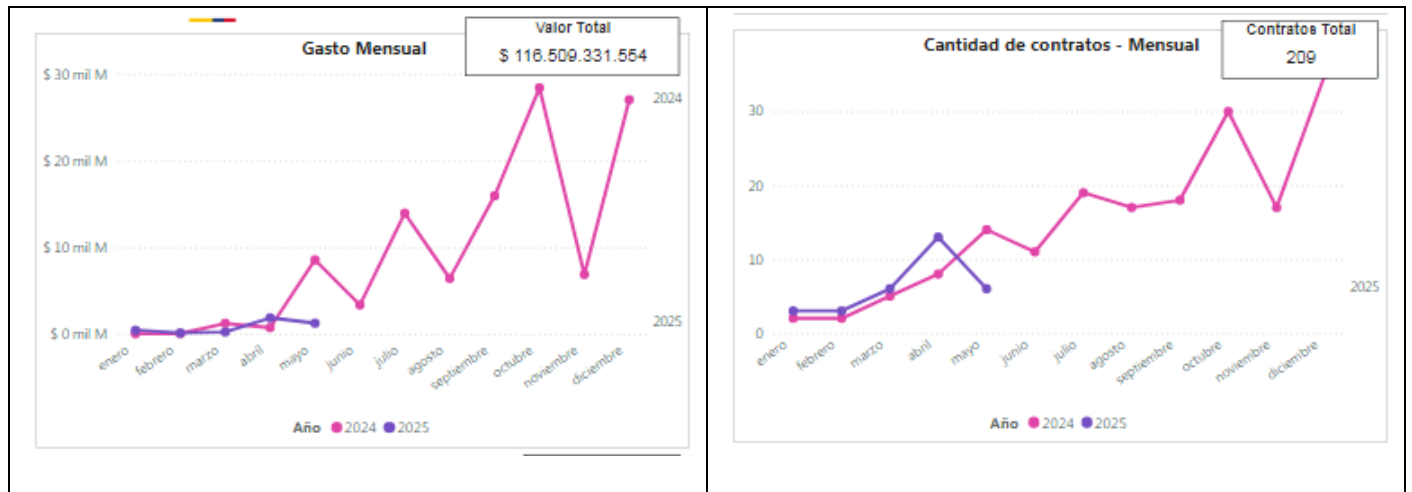 Valor Total
$ 116.509.331.554
Gasto Mensual
$ 30 mil M
2024
$ 20 mil M
$ 10 mil M
2025
$ 0 mil M
enero
febrero
marzo
abril
mayo
junio
julio
agosto
septiembre
octubre
noviembre
diciembre
Año 2024 2025
Contratos Total
209
Cantidad de contratos - Mensual
30
20
10
2025
0
enero
febrero
marzo
abril
mayo
junio
julio
agosto
septiembre
octubre
noviembre
diciembre
Año 2024 2025